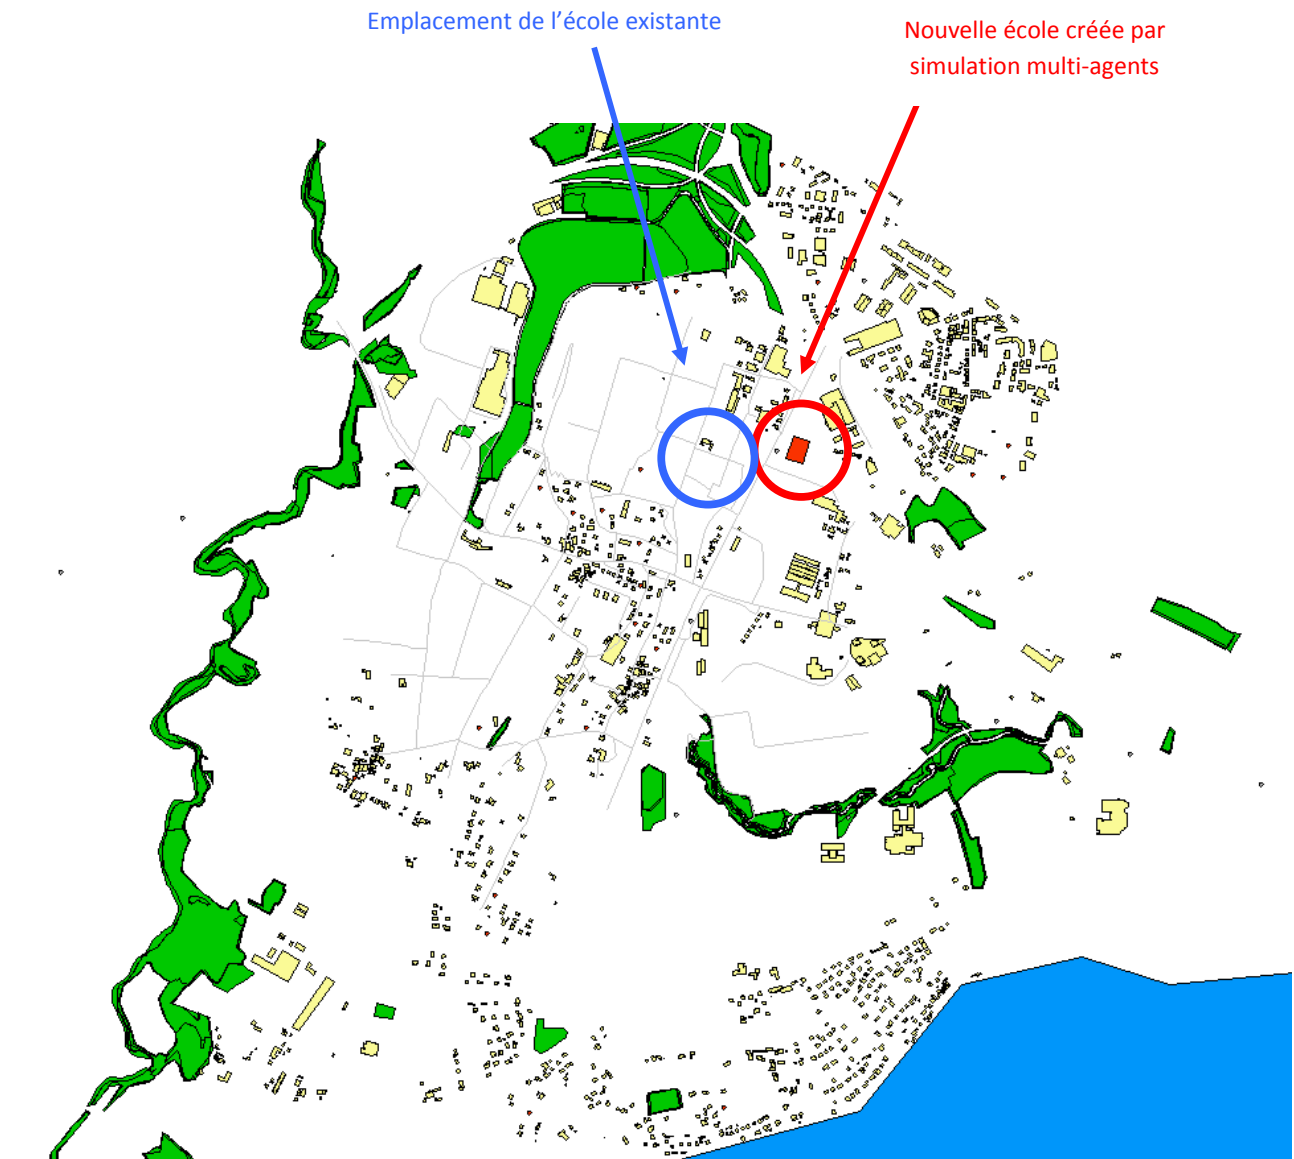 Emplacement de l’école existante
Nouvelle école créée par
simulation multi-agents